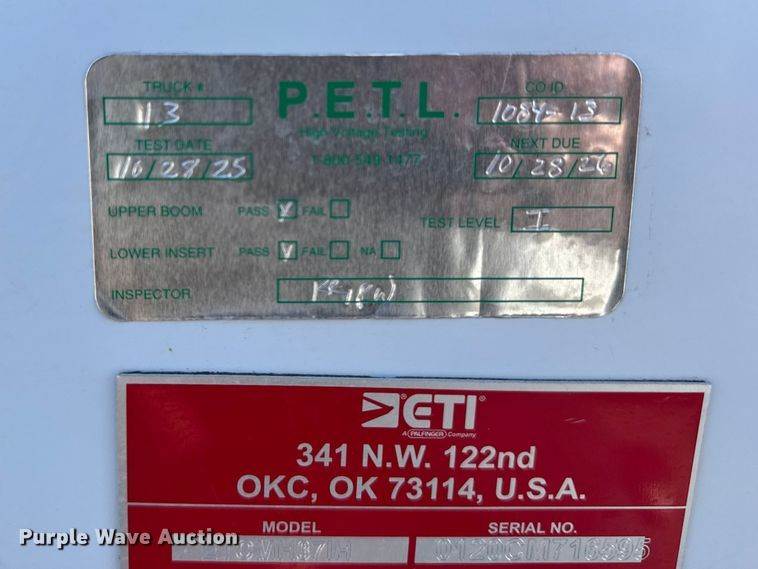 TRUCK #
13
P.E.T.L.
High Voltage Testing
1-800-549-1477
CO ID
1084-13
TEST DATE
10/28/25
NEXT DUE
10/28/26
UPPER BOOM PASS FAIL
TEST LEVEL I
LOWER INSERT PASS FAIL NA
INSPECTOR
ETI
A PALFINGER Company
341 N.W. 122nd
OKC, OK 73114, U.S.A.
MODEL
SERIAL NO.
Purple Wave Auction